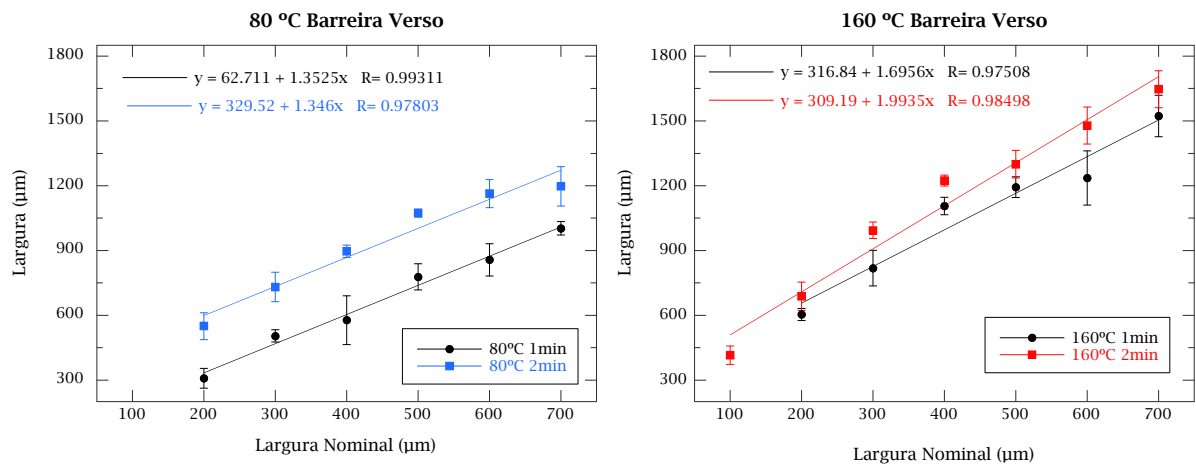 80 ºC Barreira Verso
1800
1500
1200
900
600
300
Largura (µm)
y = 62.711 + 1.3525x R= 0.99311
y = 329.52 + 1.346x R= 0.97803
80ºC 1min
80ºC 2min
100 200 300 400 500 600 700
Largura Nominal (µm)
160 ºC Barreira Verso
1800
1500
1200
900
600
300
Largura (µm)
y = 316.84 + 1.6956x R= 0.97508
y = 309.19 + 1.9935x R= 0.98498
160ºC 1min
160ºC 2min
100 200 300 400 500 600 700
Largura Nominal (µm)